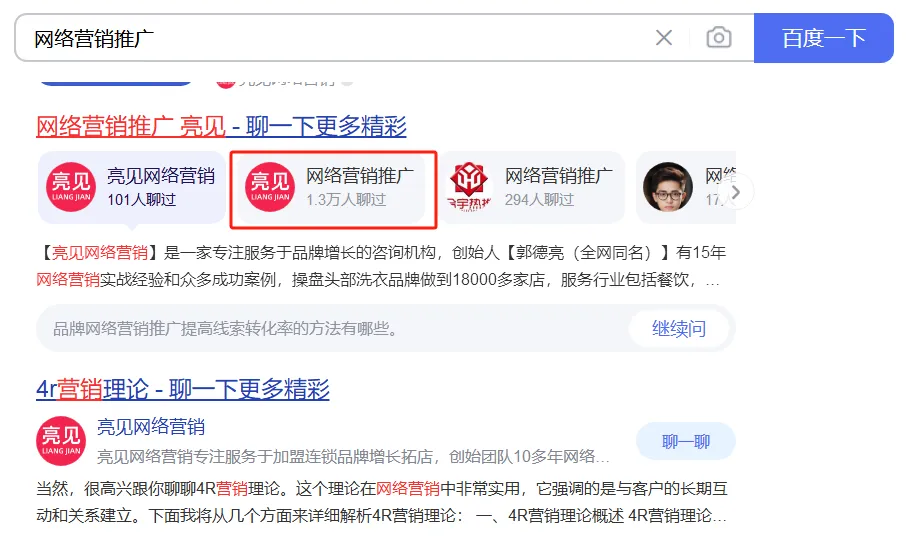 网络营销推广
百度一下
网络营销推广 亮见 - 聊一下更多精彩
亮见
LIANG JIAN
亮见网络营销
101人聊过
亮见
LIANG JIAN
网络营销推广
1.3万人聊过
网络营销推广
294人聊过
【亮见网络营销】是一家专注服务于品牌增长的咨询机构，创始人【郭德亮（全网同名）】有15年
网络营销实战经验和众多成功案例，操盘头部洗衣品牌做到18000多家店，服务行业包括餐饮，...
品牌网络营销推广提高线索转化率的方法有哪些。
继续问
4r营销理论 - 聊一下更多精彩
亮见
LIANG JIAN
亮见网络营销
亮见网络营销专注服务于加盟连锁品牌增长拓店，创始团队10多年网络...
聊一聊
当然，很高兴跟你聊聊4R营销理论。这个理论在网络营销中非常实用，它强调的是与客户的长期互
动和关系建立。下面我将从几个方面来详细解析4R营销理论： 一、4R营销理论概述 4R营销理论...